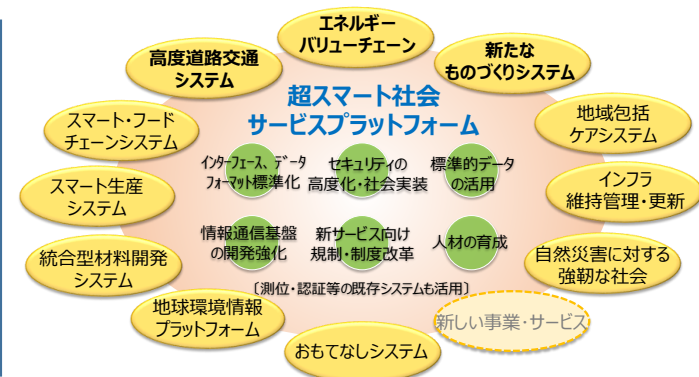 エネルギー
バリューチェーン
高度道路交通
システム
新たな
ものづくりシステム
超スマート社会
サービスプラットフォーム
スマート・フード
チェーンシステム
地域包括
ケアシステム
インターフェース、データ
フォーマット標準化
セキュリティの
高度化・社会実装
標準的データ
の活用
スマート生産
システム
インフラ
維持管理・更新
情報通信基盤
の開発強化
新サービス向け
規制・制度改革
人材の育成
統合型材料開発
システム
自然災害に対する
強靭な社会
〔測位・認証等の既存システムも活用〕
地球環境情報
プラットフォーム
新しい事業・サービス
おもてなしシステム